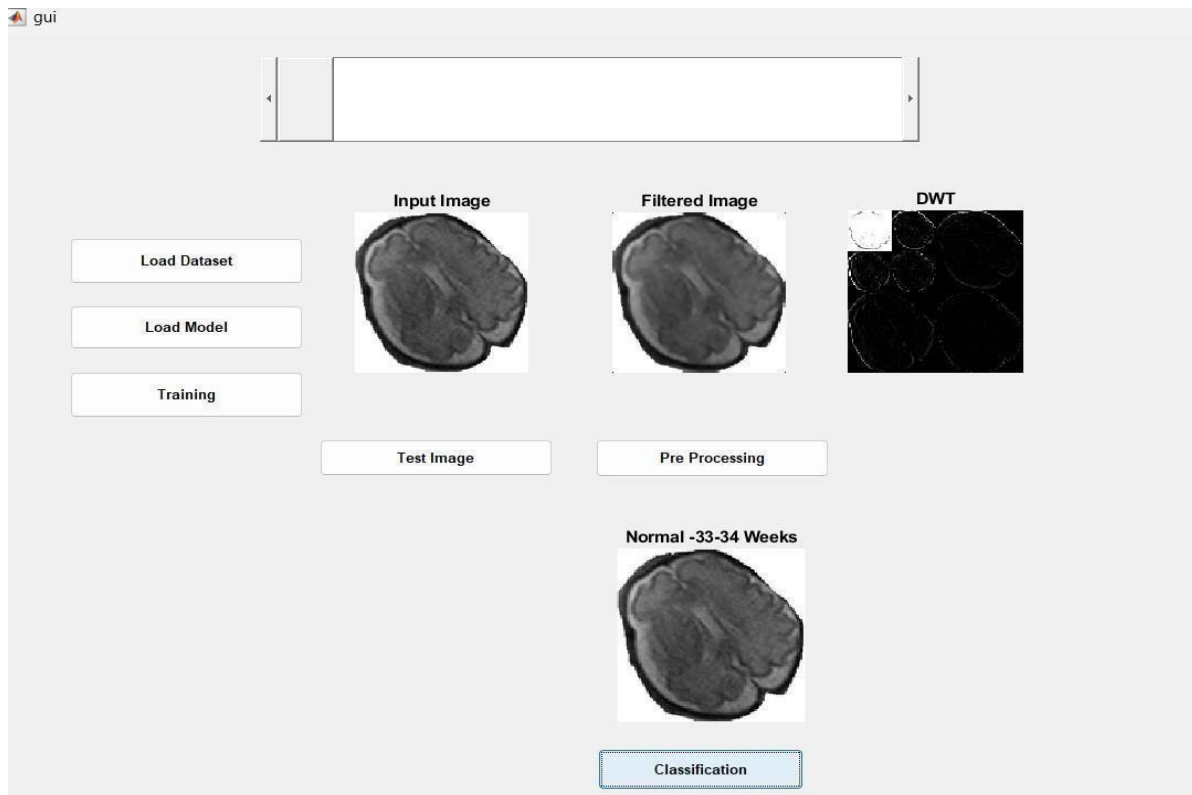 gui
Input Image
Filtered Image
DWT
Load Dataset
Load Model
Training
Test Image
Pre Processing
Normal -33-34 Weeks
Classification